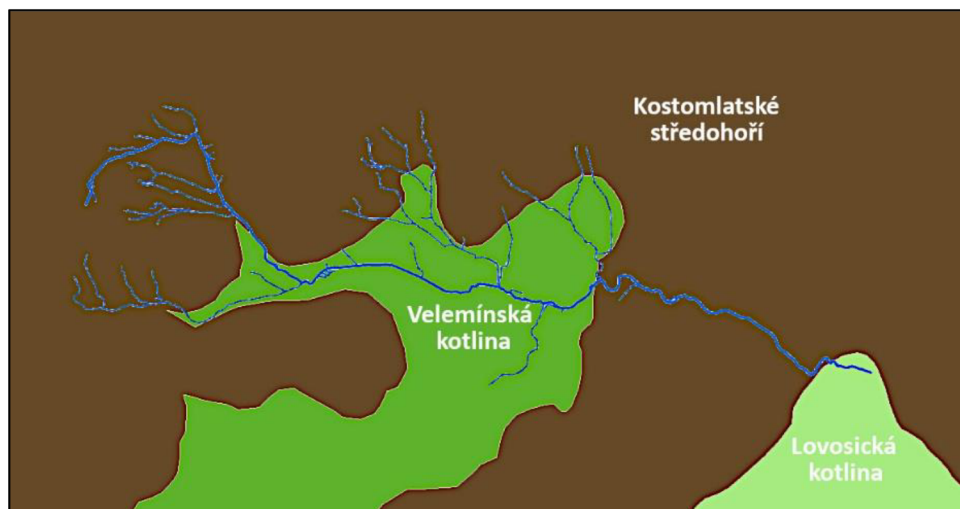 Kostomlatské
středohoří
Velemínská
kotlina
Lovosická
kotlina